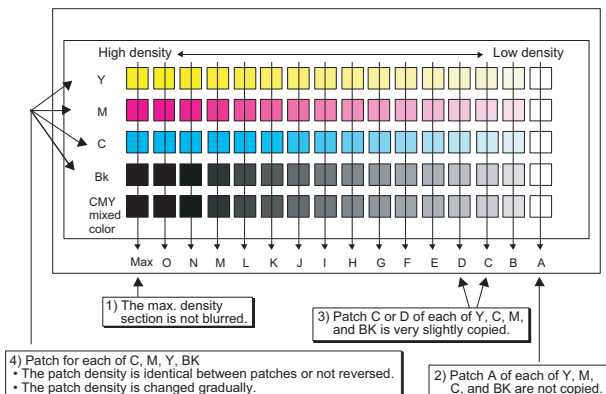 High density Low density
Y
M
C
Bk
CMY
mixed
color
Max O N M L K J I H G F E D C B A
1) The max. density
section is not blurred.
3) Patch C or D of each of Y, C, M,
and BK is very slightly copied.
4) Patch for each of C, M, Y, BK
• The patch density is identical between patches or not reversed.
• The patch density is changed gradually.
2) Patch A of each of Y, M,
C, and BK are not copied.